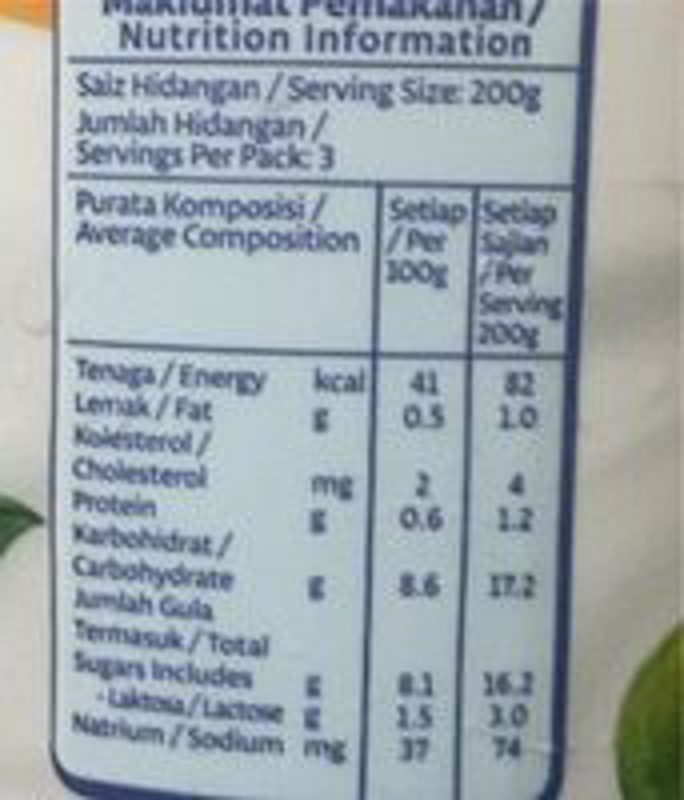 Maklumat Pemakanan /
Nutrition Information
Saiz Hidangan / Serving Size: 200g
Jumlah Hidangan /
Servings Per Pack: 3
Purata Komposisi /
Average Composition
Setiap
/ Per
100g
Setiap
Sajian
/ Per
Serving
200g
Tenaga / Energy kcal 41 82
Lemak / Fat g 0.5 1.0
Kolesterol /
Cholesterol mg 2 4
Protein g 0.6 1.2
Karbohidrat /
Carbohydrate g 8.6 17.2
Jumlah Gula
Termasuk / Total
Sugars Includes g 8.1 16.2
- Laktosa / Lactose g 1.5 3.0
Natrium / Sodium mg 37 74